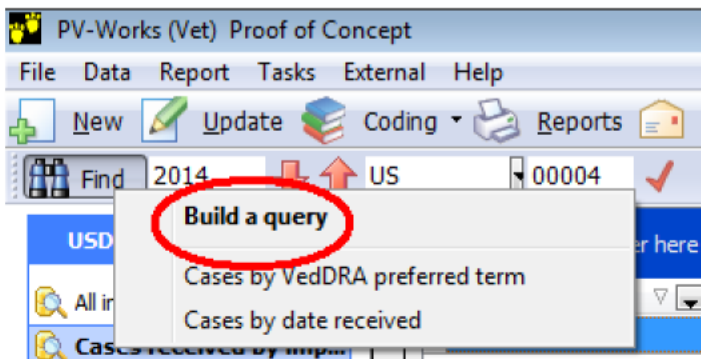 PV-Works (Vet) Proof of Concept
File Data Report Tasks External Help
New Update Coding Reports
Find 2014 US 00004
Build a query
USD er here
Cases by VedDRA preferred term
All in
Cases by date received
Cases received by imp...